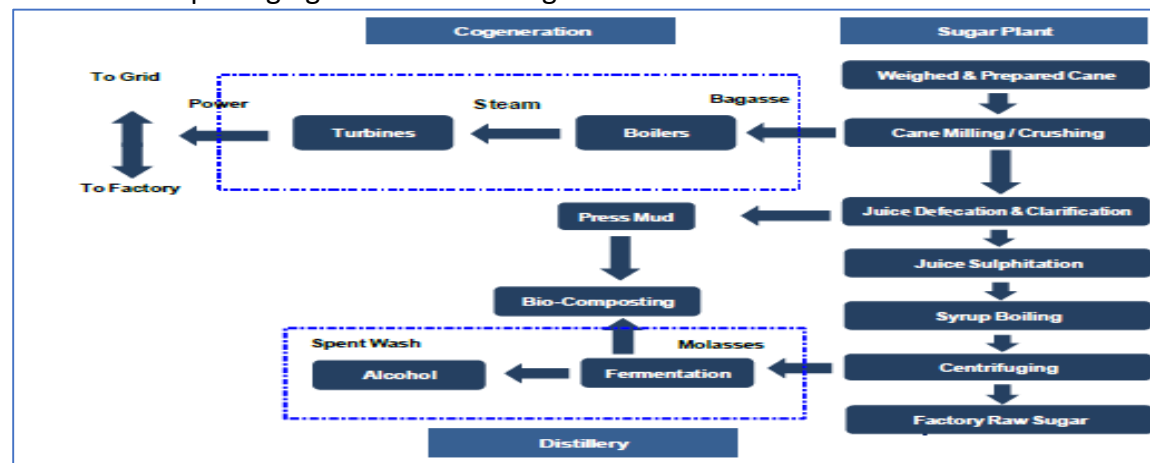 Cogeneration
Sugar Plant
To Grid
Weighed & Prepared Cane
Power
Steam
Bagasse
Turbines
Boilers
Cane Milling / Crushing
To Factory
Press Mud
Juice Defecation & Clarification
Juice Sulphitation
Bio-Composting
Syrup Boiling
Spent Wash
Molasses
Alcohol
Fermentation
Centrifuging
Factory Raw Sugar
Distillery